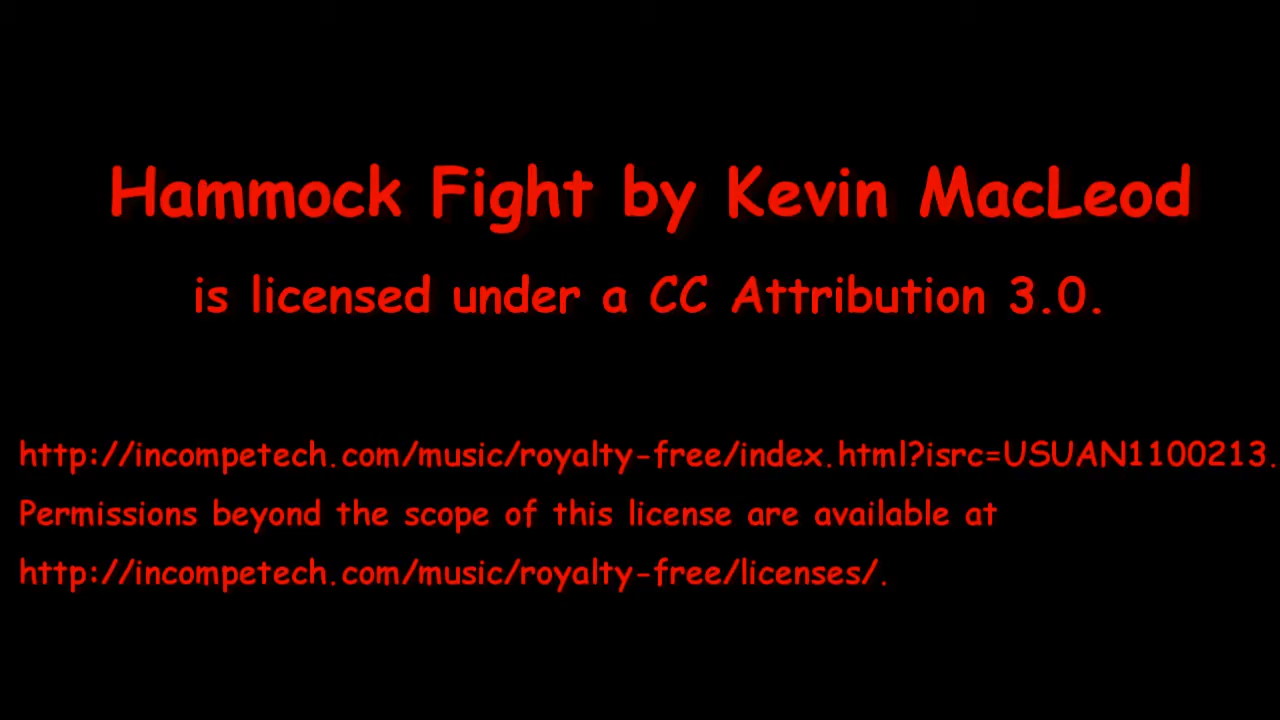 Hammock Fight by Kevin MacLeod
is licensed under a CC Attribution 3.0.
http://incompetech.com/music/royalty-free/index.html?isrc=USUAN1100213.
Permissions beyond the scope of this license are available at
http://incompetech.com/music/royalty-free/licenses/.